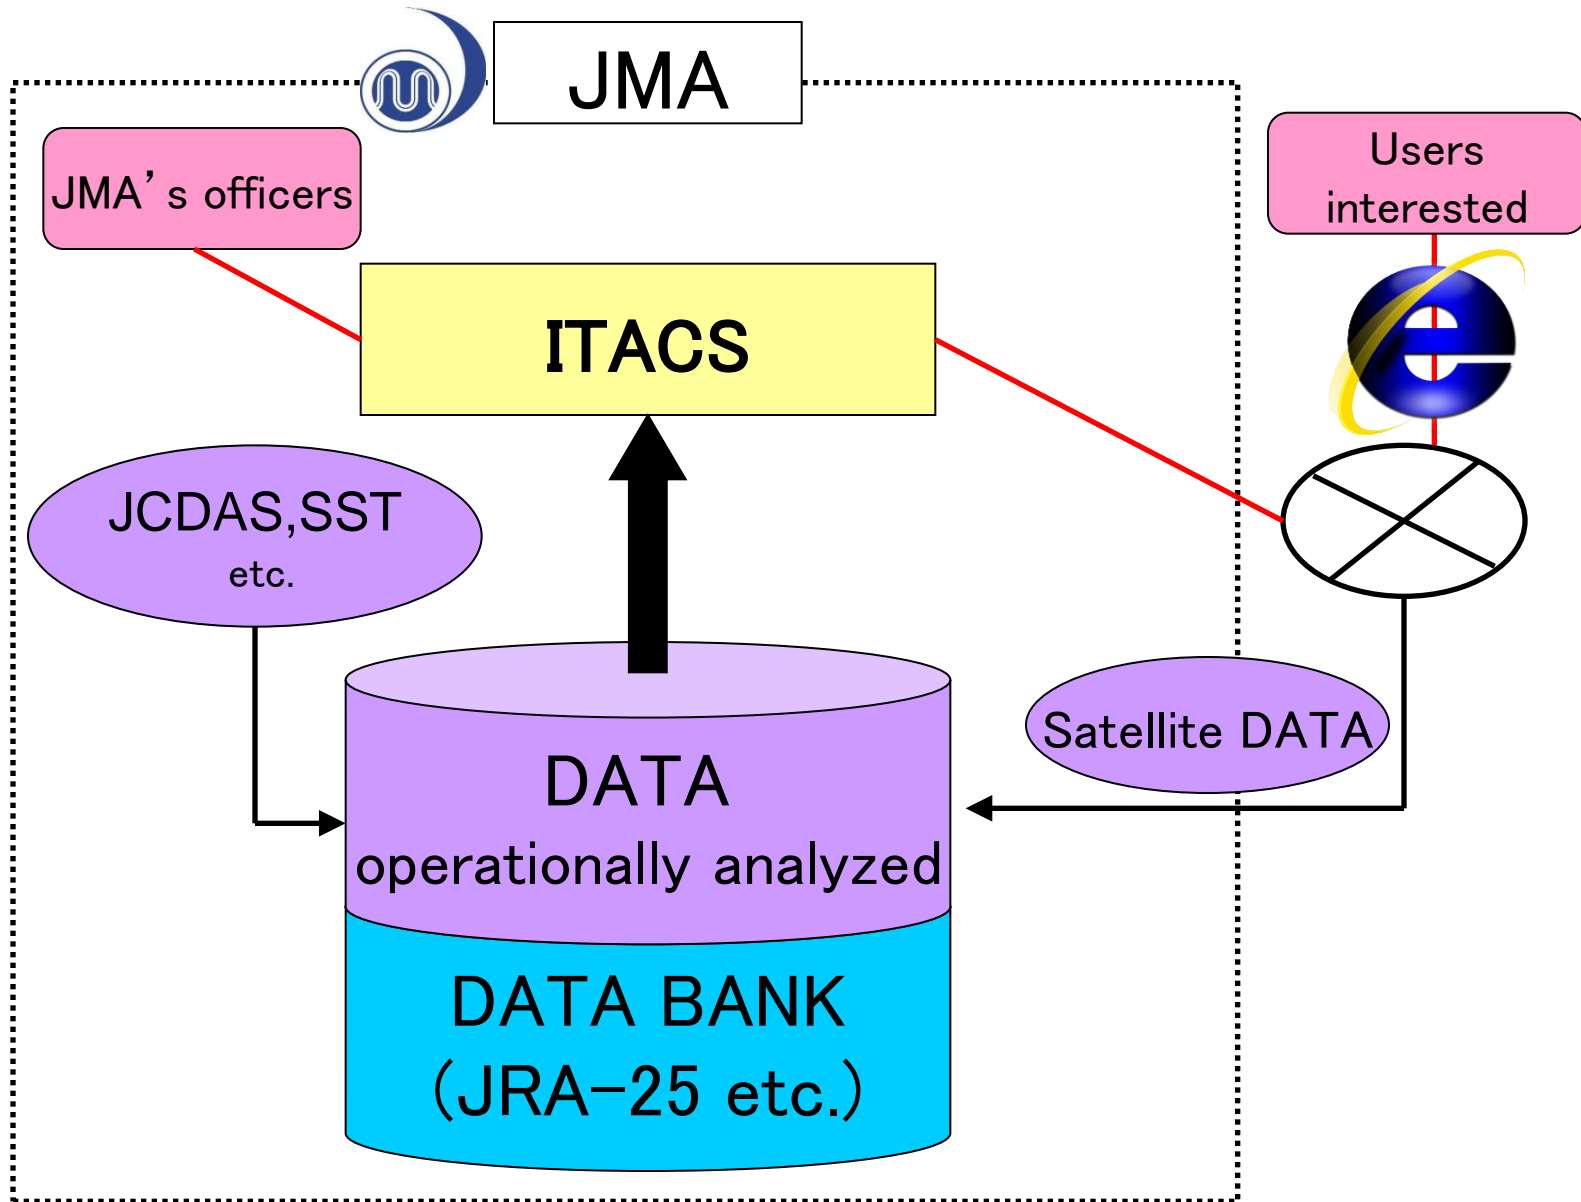 JMA
JMA’s officers
Users
interested
ITACS
JCDAS,SST
etc.
Satellite DATA
DATA
operationally analyzed
DATA BANK
(JRA-25 etc.)